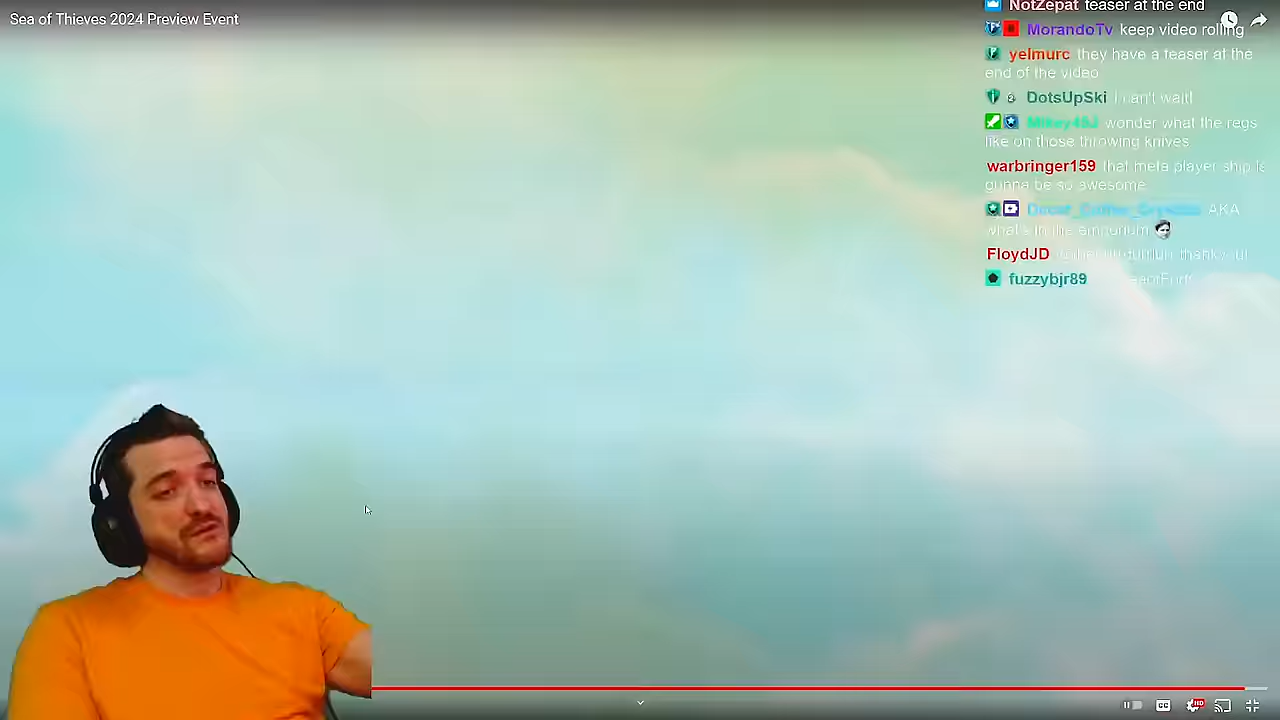 Sea of Thieves 2024 Preview Event
NotZepat teaser at the end
MorandoTv keep video rolling
yelmurc they have a teaser at the
end of the video
DotsUpSki I can't wait!
wonder what the regs
like on those throwing knives
warbringer159 that meta player ship is
gunna be so awesome
AKA
what's in the emporium
FloydJD
fuzzybjr89
CC
HD